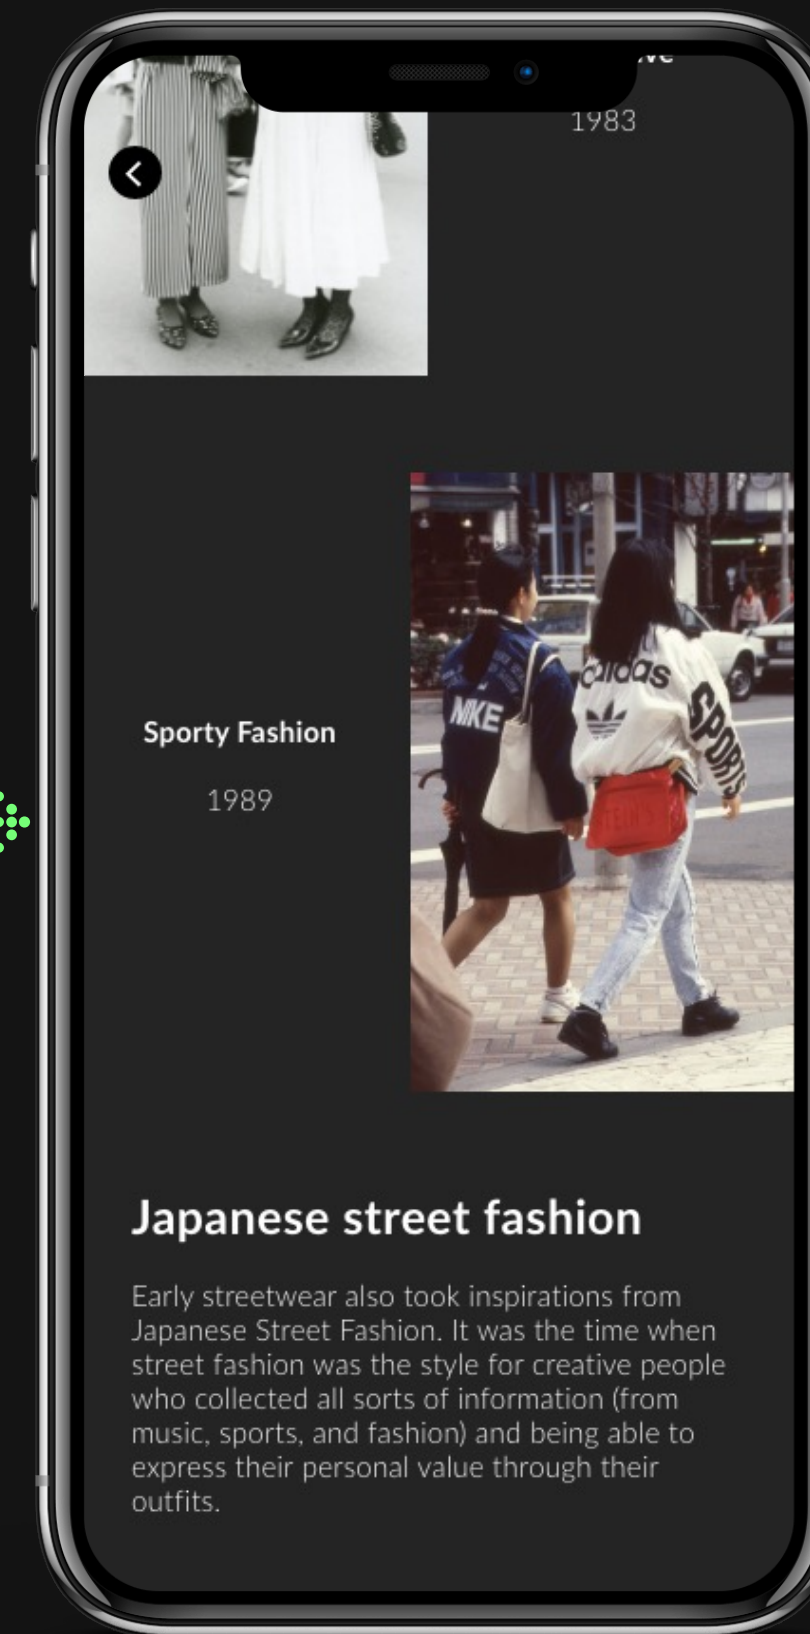 1983
NIKE
adidas
SPORTS
Sporty Fashion
1989
Japanese street fashion
Early streetwear also took inspirations from
Japanese Street Fashion. It was the time when
street fashion was the style for creative people
who collected all sorts of information (from
music, sports, and fashion) and being able to
express their personal value through their
outfits.